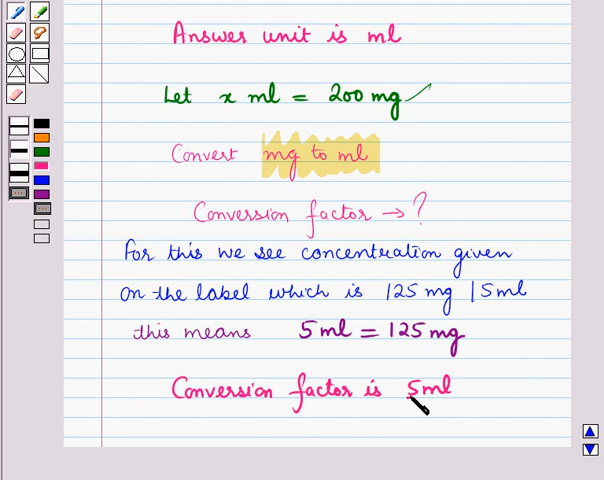 Answer unit is ml
Let x ml = 200 mg
Convert mg to ml
Conversion factor → ?
For this we see concentration given
on the label which is 125 mg | 5ml
this means 5 ml = 125 mg
Conversion factor is 5ml